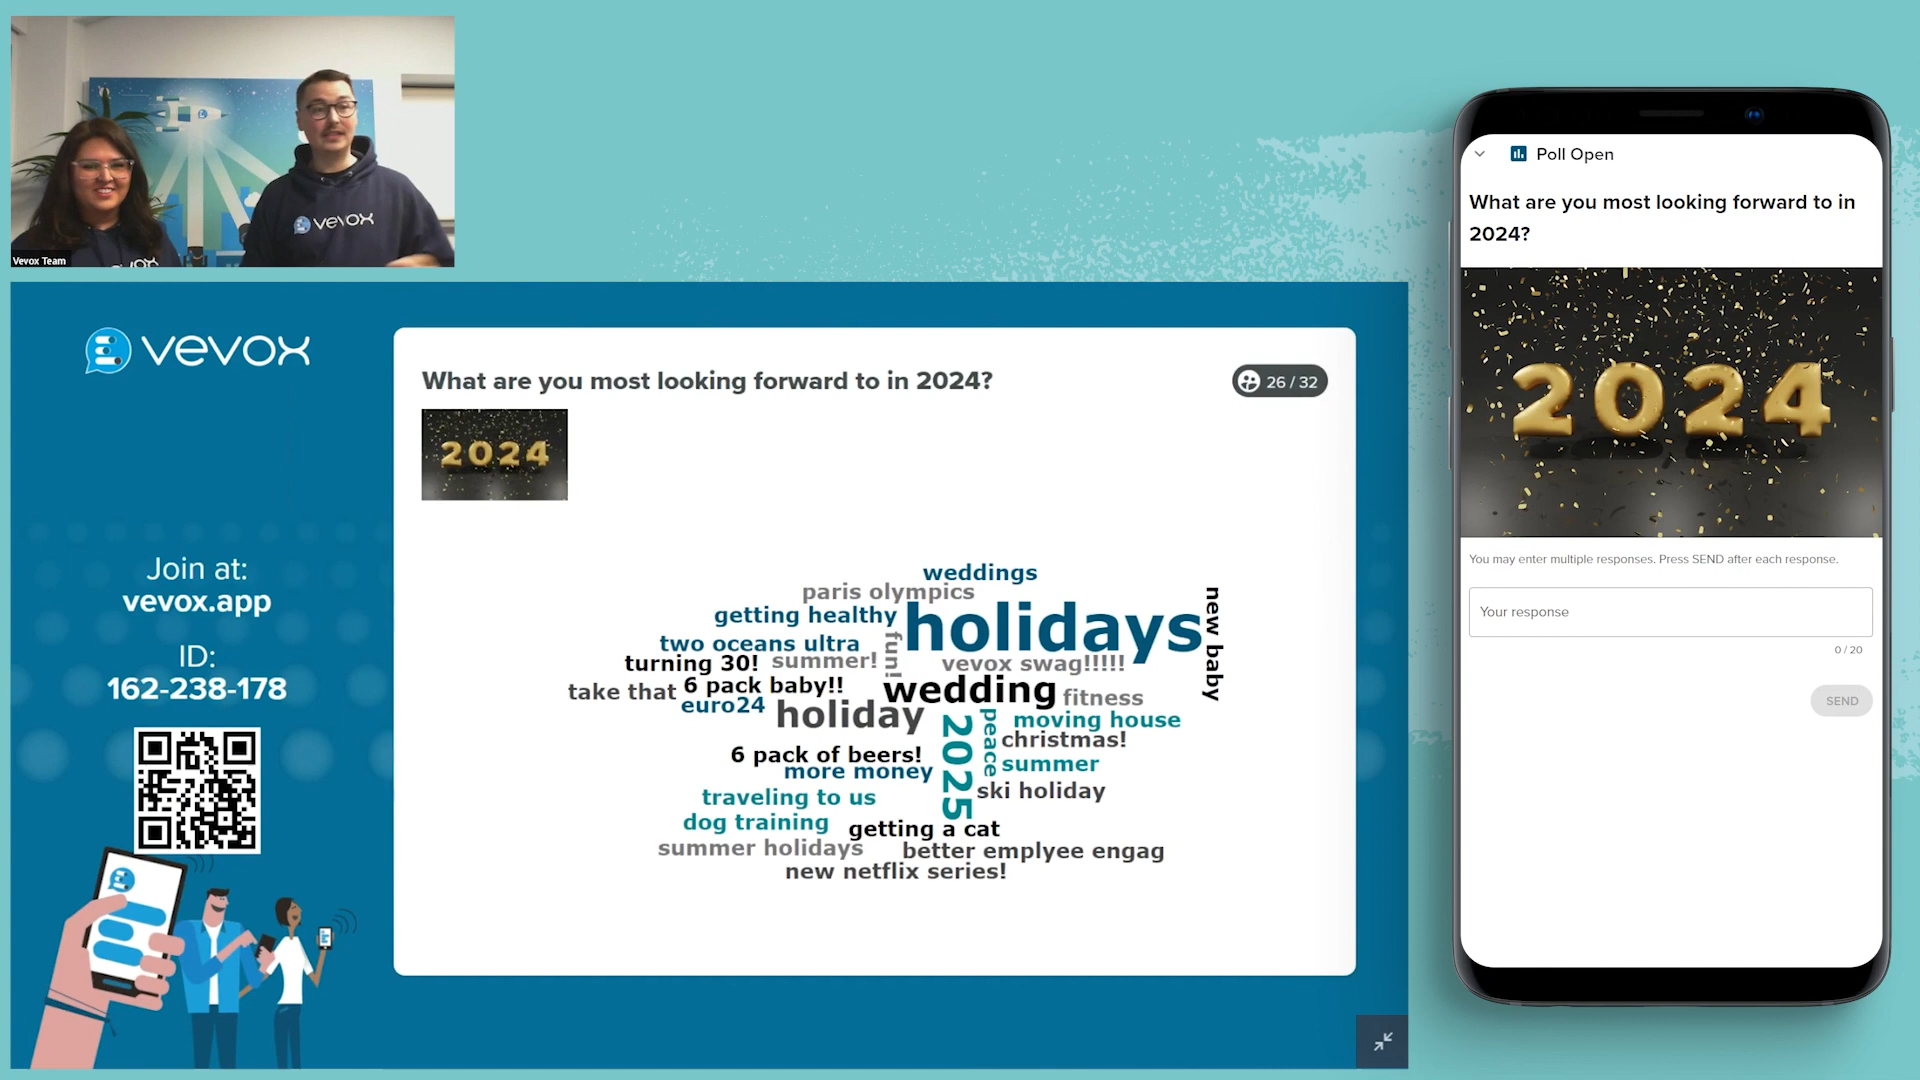 vevox
Vevox Team
vevox
Join at:
vevox.app
ID:
162-238-178
What are you most looking forward to in 2024?
26 / 32
2024
weddings
paris olympics
getting healthy
holidays
new baby
two oceans ultra
fun!
turning 30!
summer!
vevox swag!!!!!
take that
6 pack baby!!
wedding
fitness
euro24
holiday
2025
peace
moving house
christmas!
6 pack of beers!
more money
summer
ski holiday
traveling to us
dog training
getting a cat
summer holidays
better emplyee engag
new netflix series!
Poll Open
What are you most looking forward to in
2024?
2024
You may enter multiple responses. Press SEND after each response.
Your response
0 / 20
SEND